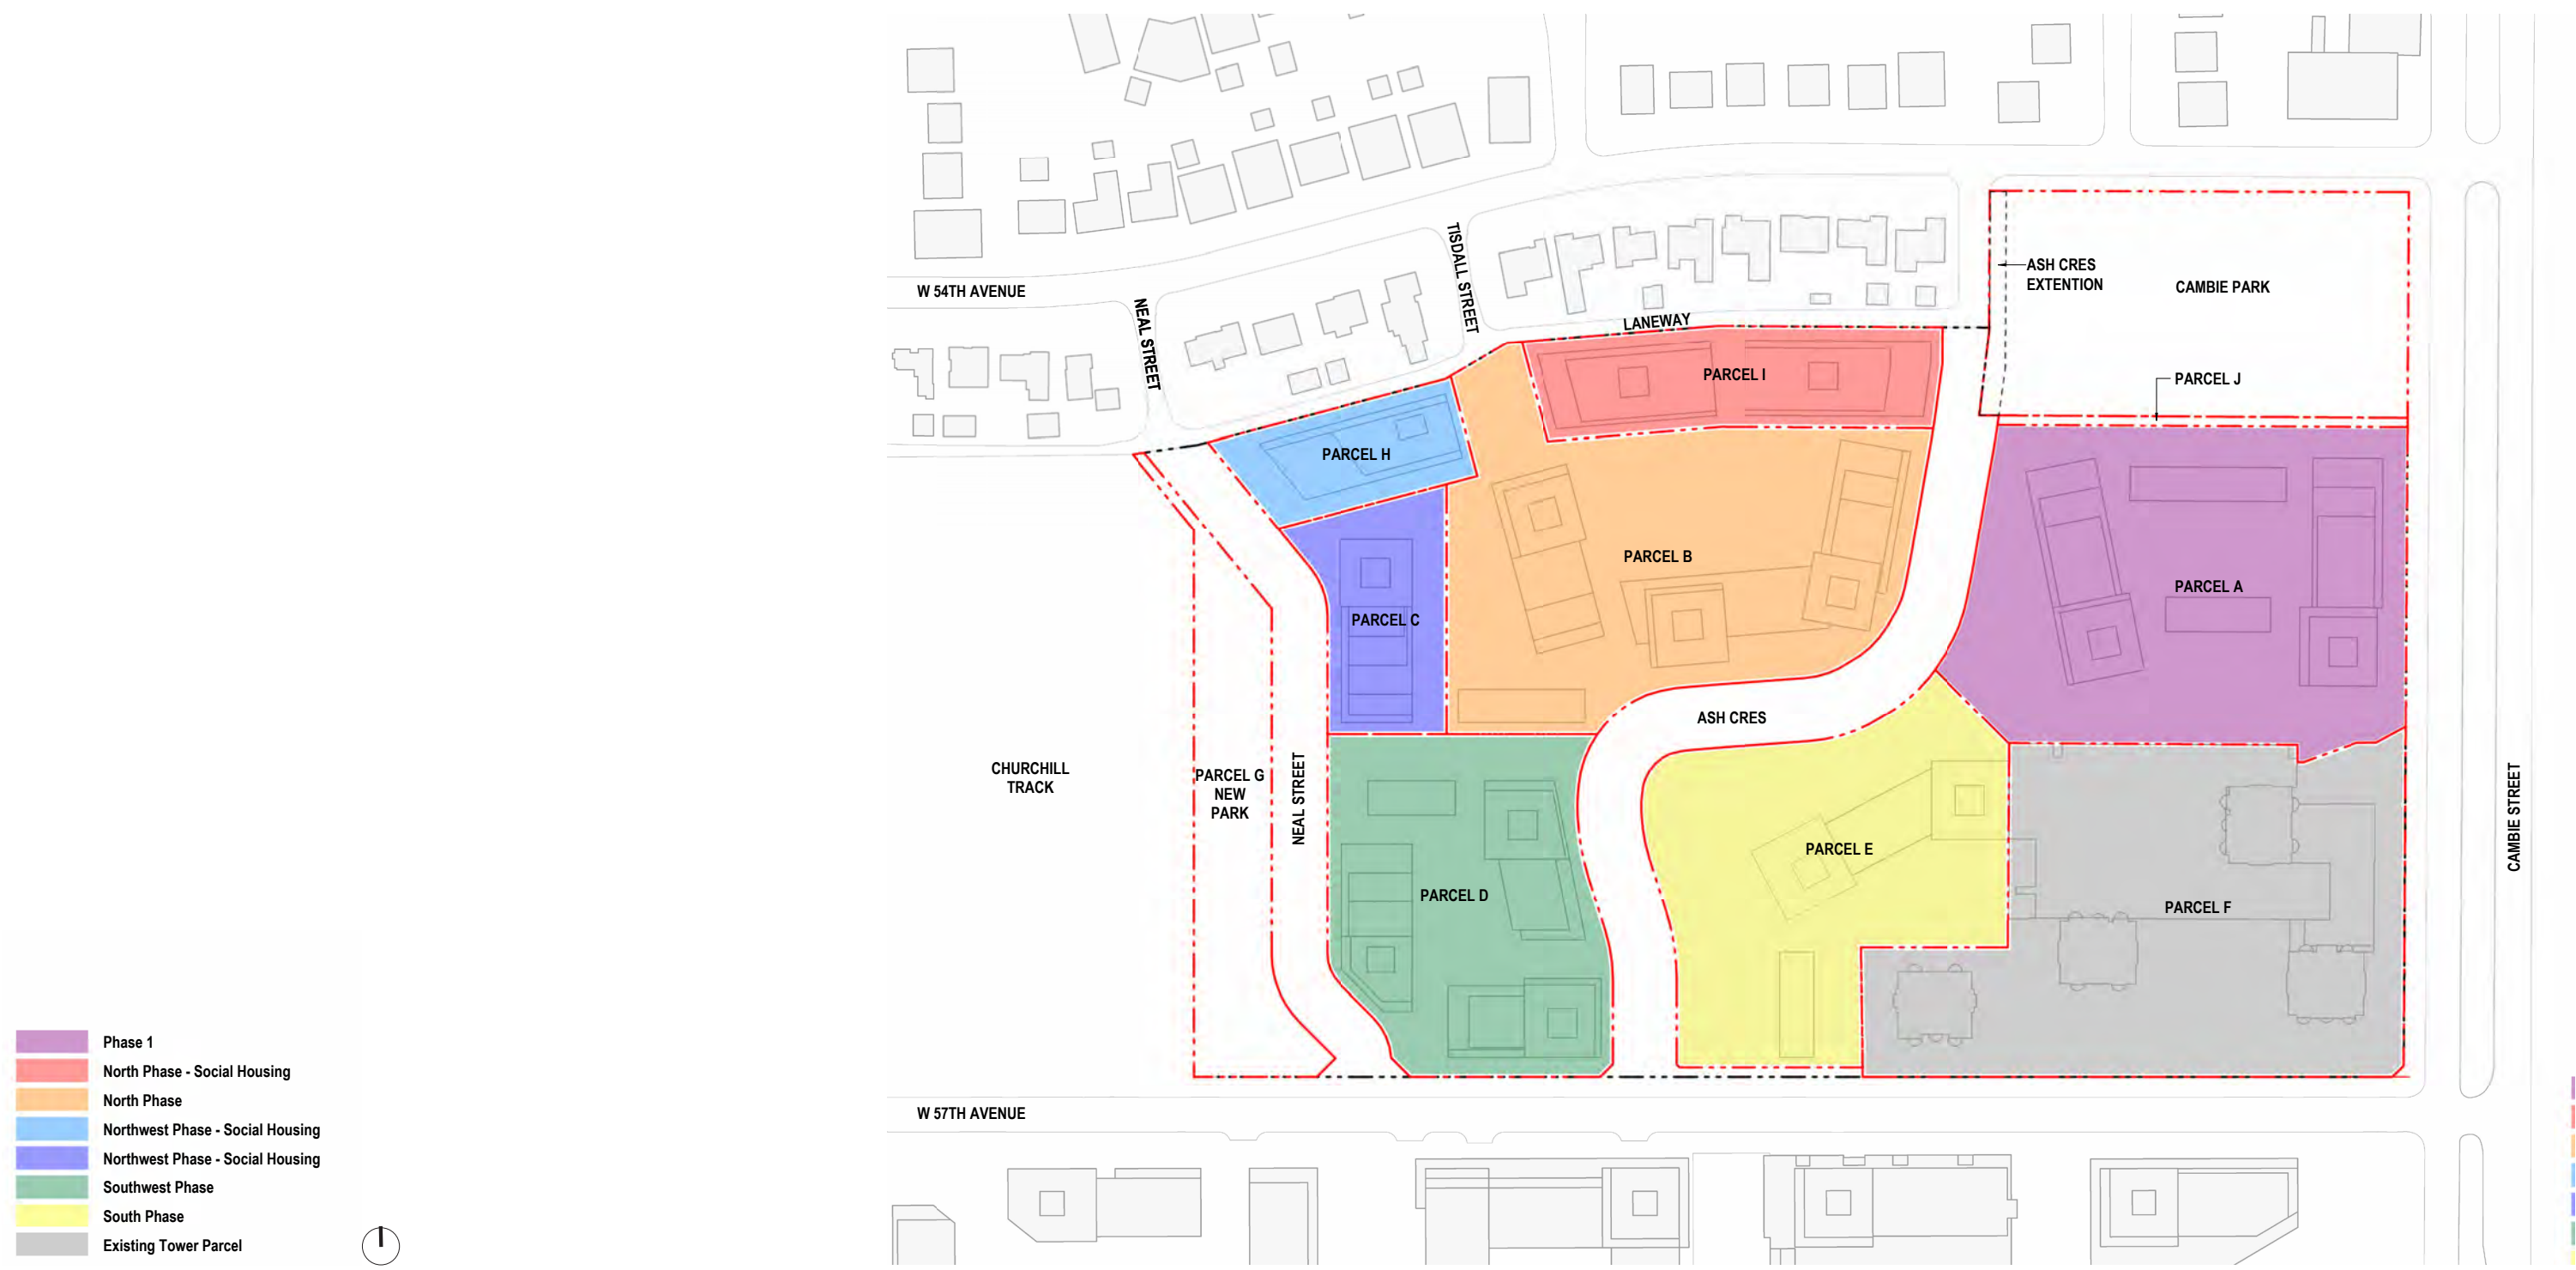 W 54TH AVENUE
NEAL STREET
TISDALL STREET
LANEWAY
ASH CRES
EXTENTION
CAMBIE PARK
PARCEL J
PARCEL I
PARCEL H
PARCEL B
PARCEL A
PARCEL C
ASH CRES
CHURCHILL
TRACK
PARCEL G
NEW
PARK
NEAL STREET
PARCEL D
PARCEL E
PARCEL F
CAMBIE STREET
W 57TH AVENUE
Phase 1
North Phase - Social Housing
North Phase
Northwest Phase - Social Housing
Northwest Phase - Social Housing
Southwest Phase
South Phase
Existing Tower Parcel